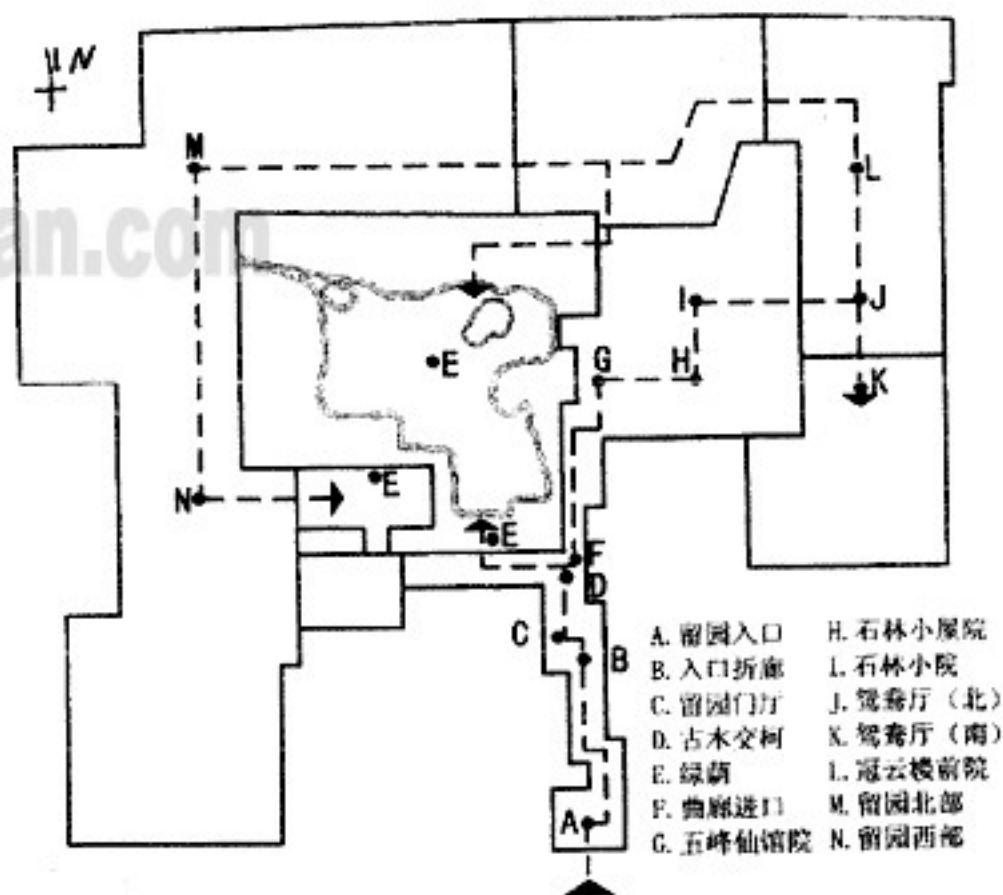 N
M
L
an.com
I
J
G
H
K
E
E
N
E
F
D
C
B
A
A. 留园入口
B. 入口折廊
C. 留园门厅
D. 古木交柯
E. 绿荫
F. 曲廊进口
G. 五峰仙馆院
H. 石林小屋院
I. 石林小院
J. 鸳鸯厅（北）
K. 鸳鸯厅（南）
L. 冠云楼前院
M. 留园北部
N. 留园西部